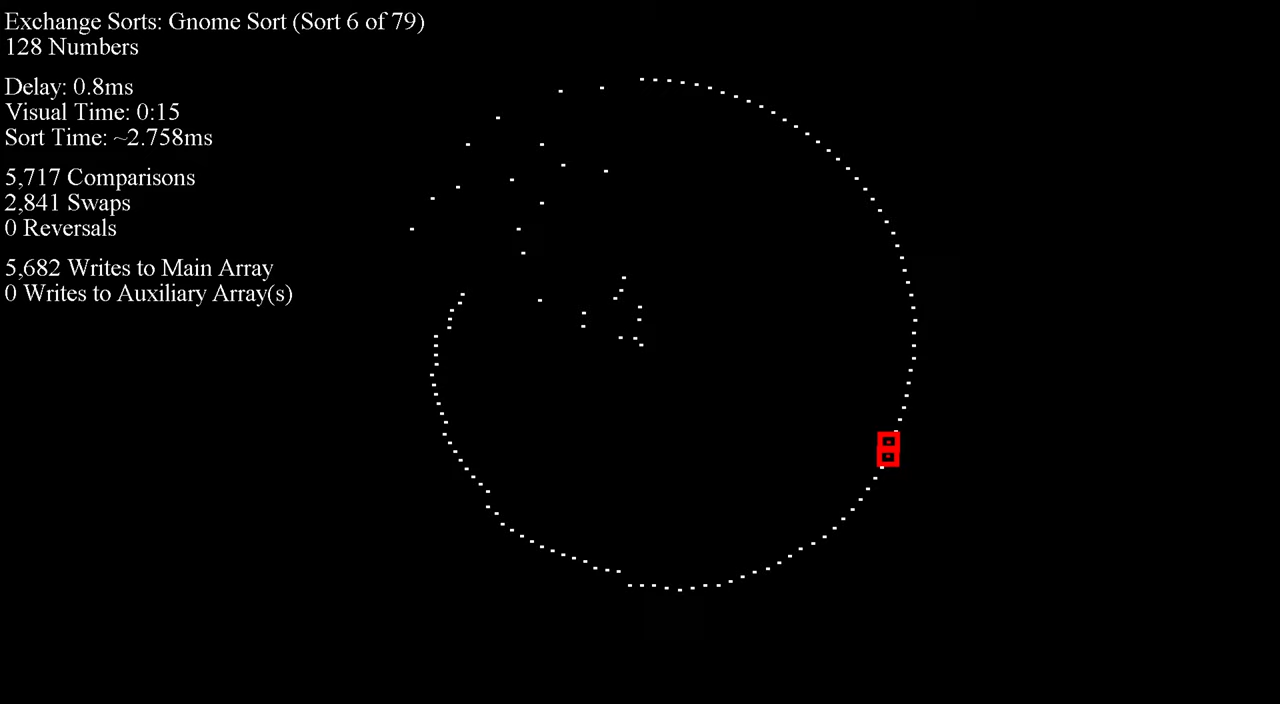 Exchange Sorts: Gnome Sort (Sort 6 of 79)
128 Numbers
Delay: 0.8ms
Visual Time: 0:15
Sort Time: ~2.758ms
5,717 Comparisons
2,841 Swaps
0 Reversals
5,682 Writes to Main Array
0 Writes to Auxiliary Array(s)